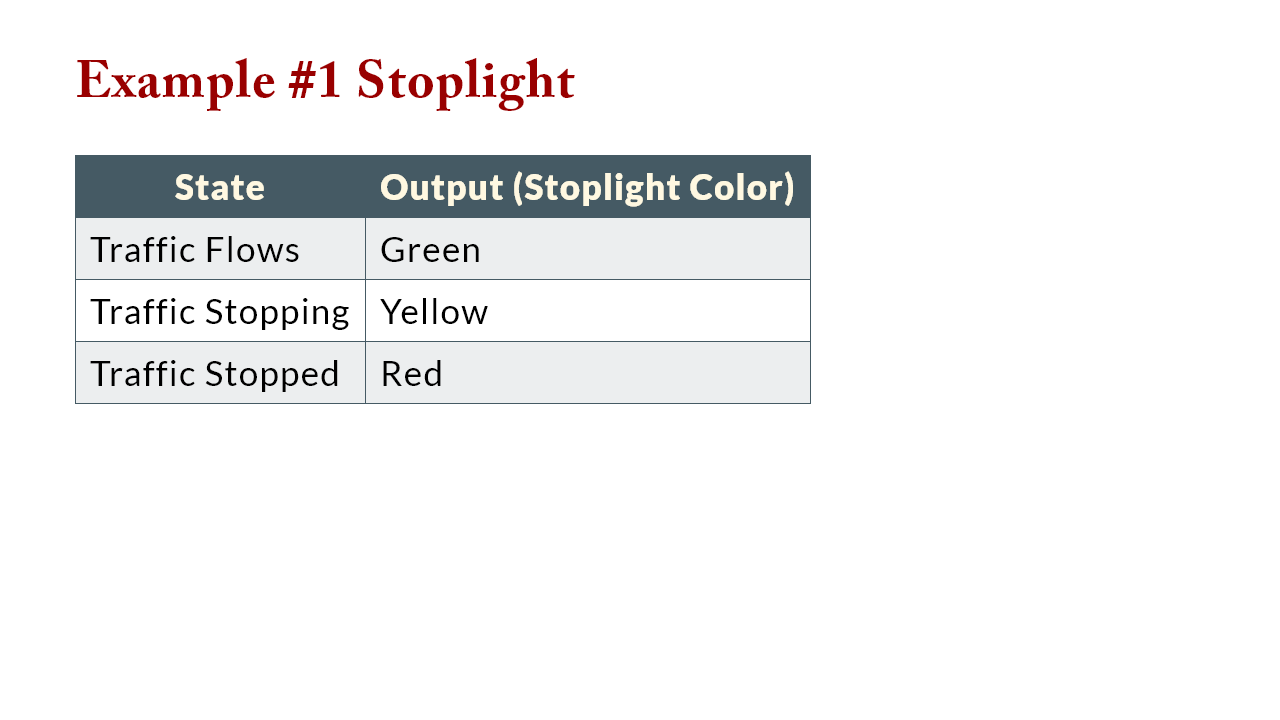 Example #1 Stoplight
State Output (Stoplight Color)
Traffic Flows Green
Traffic Stopping Yellow
Traffic Stopped Red